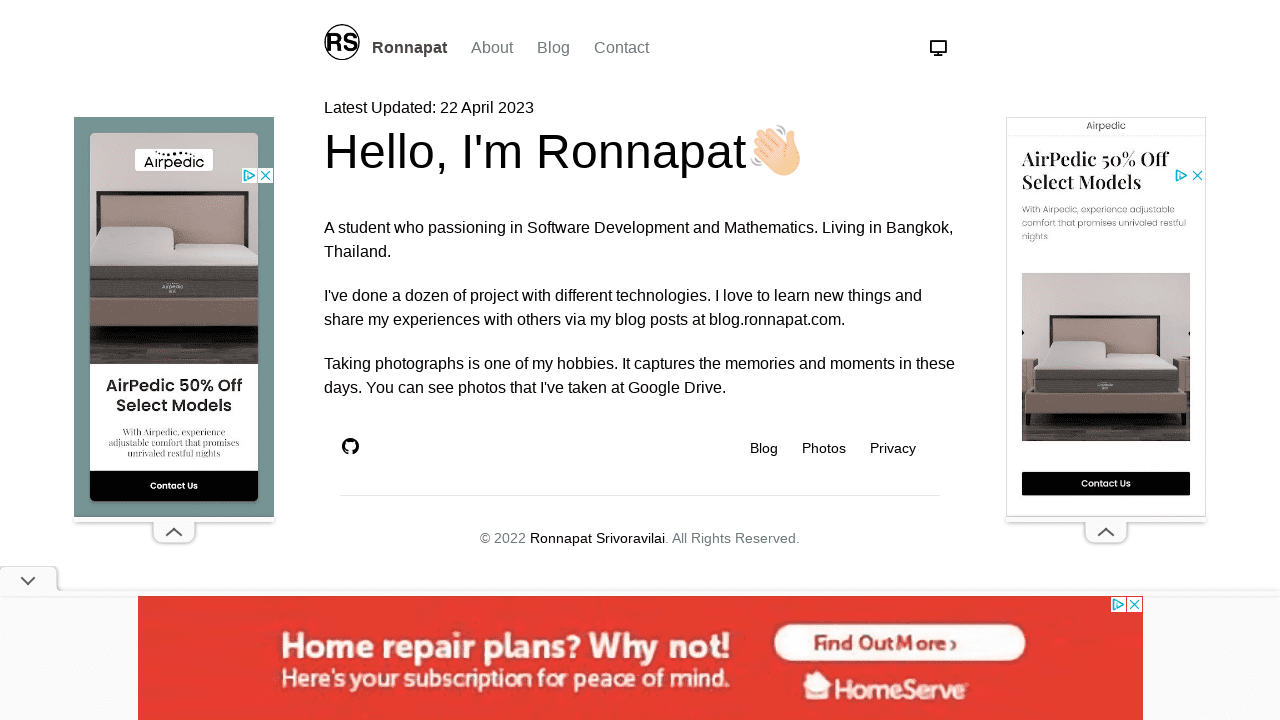 RS
Ronnapat
About
Blog
Contact
Latest Updated: 22 April 2023
Hello, I'm Ronnapat
A student who passioning in Software Development and Mathematics. Living in Bangkok,
Thailand.
I've done a dozen of project with different technologies. I love to learn new things and
share my experiences with others via my blog posts at blog.ronnapat.com.
Taking photographs is one of my hobbies. It captures the memories and moments in these
days. You can see photos that I've taken at Google Drive.
Blog
Photos
Privacy
© 2022 Ronnapat Srivoravilai. All Rights Reserved.
Airpedic
AirPedic 50% Off
Select Models
With Airpedic, experience
adjustable comfort that promises
unrivaled restful nights
Contact Us
Airpedic
AirPedic 50% Off
Select Models
With Airpedic, experience adjustable
comfort that promises unrivaled restful
nights
Contact Us
Home repair plans? Why not!
Here's your subscription for peace of mind.
Find Out More ›
HomeServe